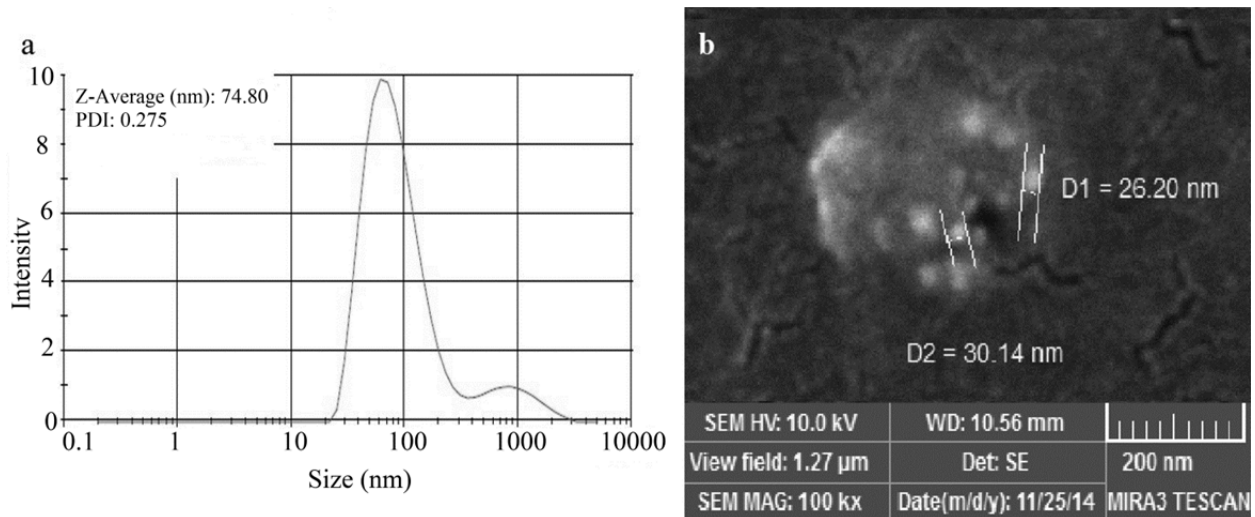 a
Z-Average (nm): 74.80
PDI: 0.275
10
8
6
4
2
0
Intensity
0.1 1 10 100 1000 10000
Size (nm)
b
D1 = 26.20 nm
D2 = 30.14 nm
SEM HV: 10.0 kV WD: 10.56 mm
View field: 1.27 µm Det: SE 200 nm
SEM MAG: 100 kx Date(m/d/y): 11/25/14 MIRA3 TESCAN